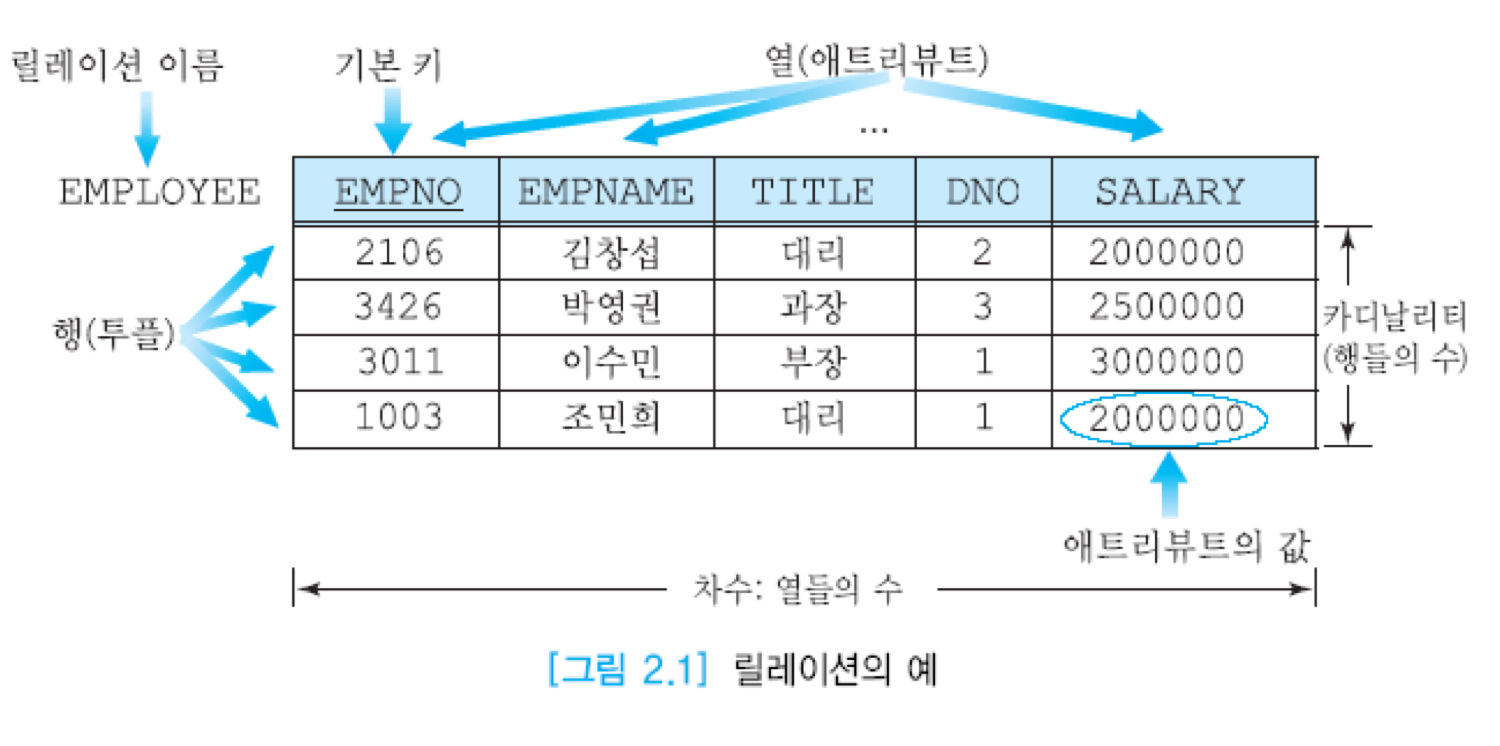 릴레이션 이름 기본 키 열(애트리뷰트)
...
EMPLOYEE EMPNO EMPNAME TITLE DNO SALARY
2106 김창섭 대리 2 2000000
3426 박영권 과장 3 2500000
3011 이수민 부장 1 3000000
1003 조민희 대리 1 2000000
행(투플)
카디날리티
(행들의 수)
애트리뷰트의 값
차수: 열들의 수
[그림 2.1] 릴레이션의 예